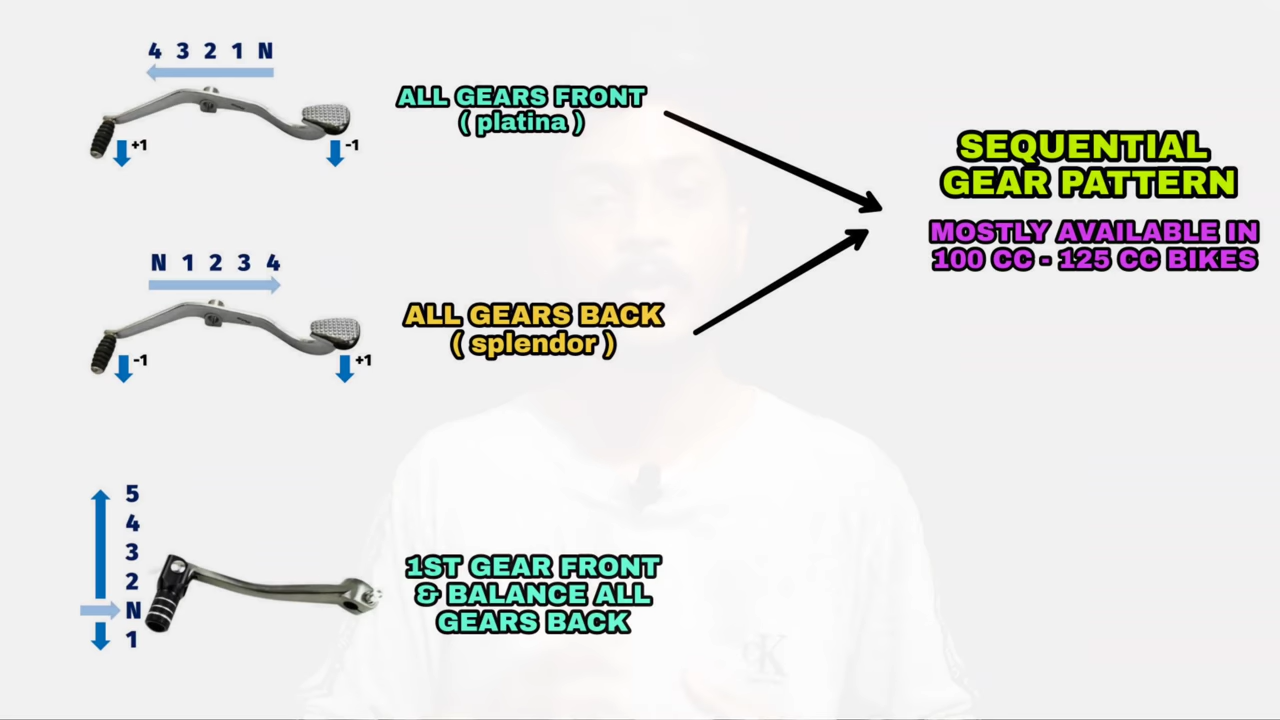 4 3 2 1 N
+1
-1
ALL GEARS FRONT
( platina )
SEQUENTIAL
GEAR PATTERN
MOSTLY AVAILABLE IN
100 CC - 125 CC BIKES
N 1 2 3 4
-1
+1
ALL GEARS BACK
( splendor )
5
4
3
2
N
1
1ST GEAR FRONT
& BALANCE ALL
GEARS BACK
CK